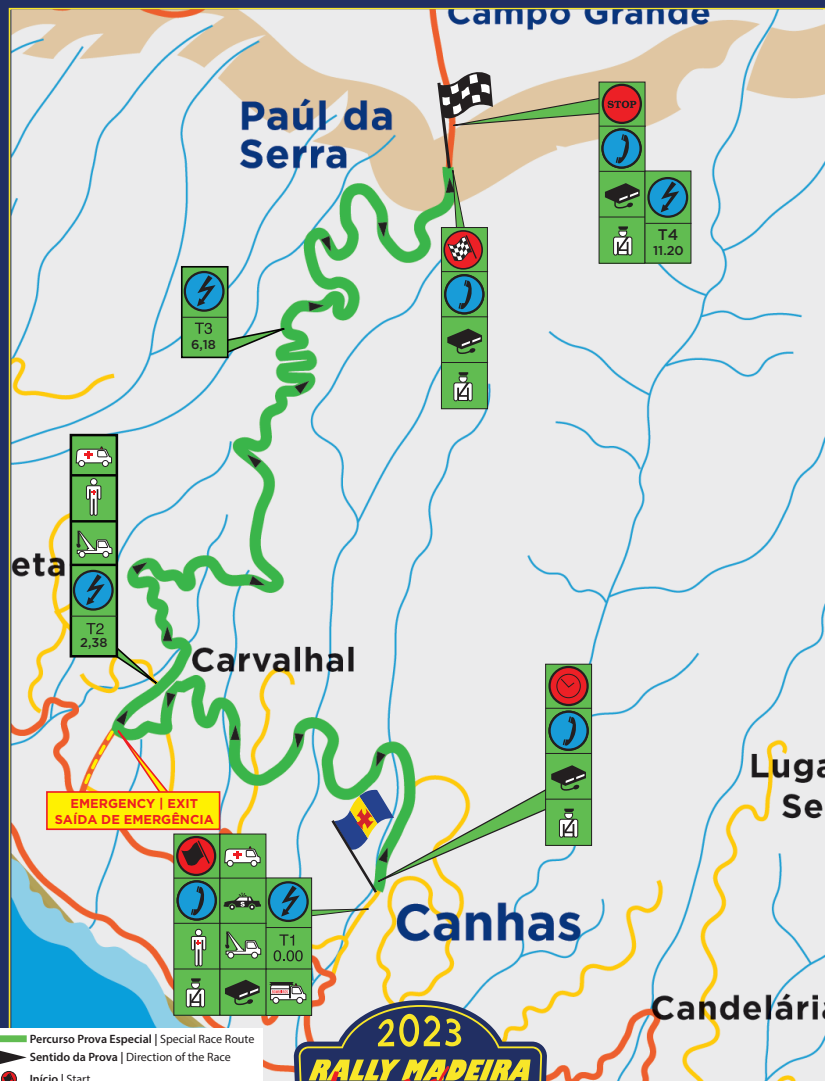 Campo Grande
Paúl da
Serra
STOP
T4
11.20
T3
6,18
eta
T2
2,38
Carvalhal
EMERGENCY | EXIT
SAÍDA DE EMERGÊNCIA
Luga
Se
T1
0.00
Canhas
Candelária
Percurso Prova Especial | Special Race Route
Sentido da Prova | Direction of the Race
Início | Start
2023
RALLY MADEIRA